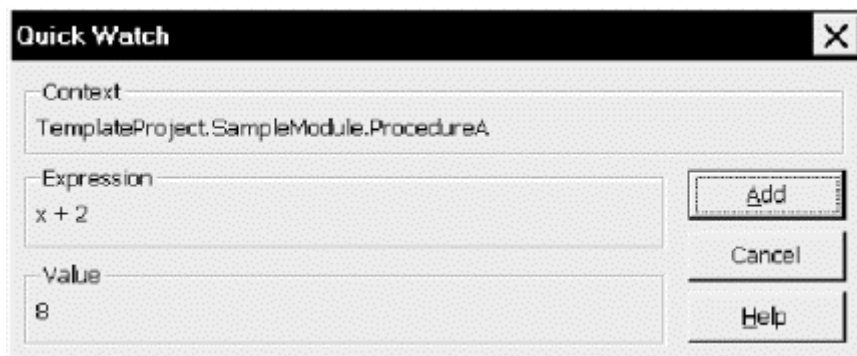 Quick Watch
Context
TemplateProject.SampleModule.ProcedureA
Expression
x + 2
Add
Cancel
Value
8
Help